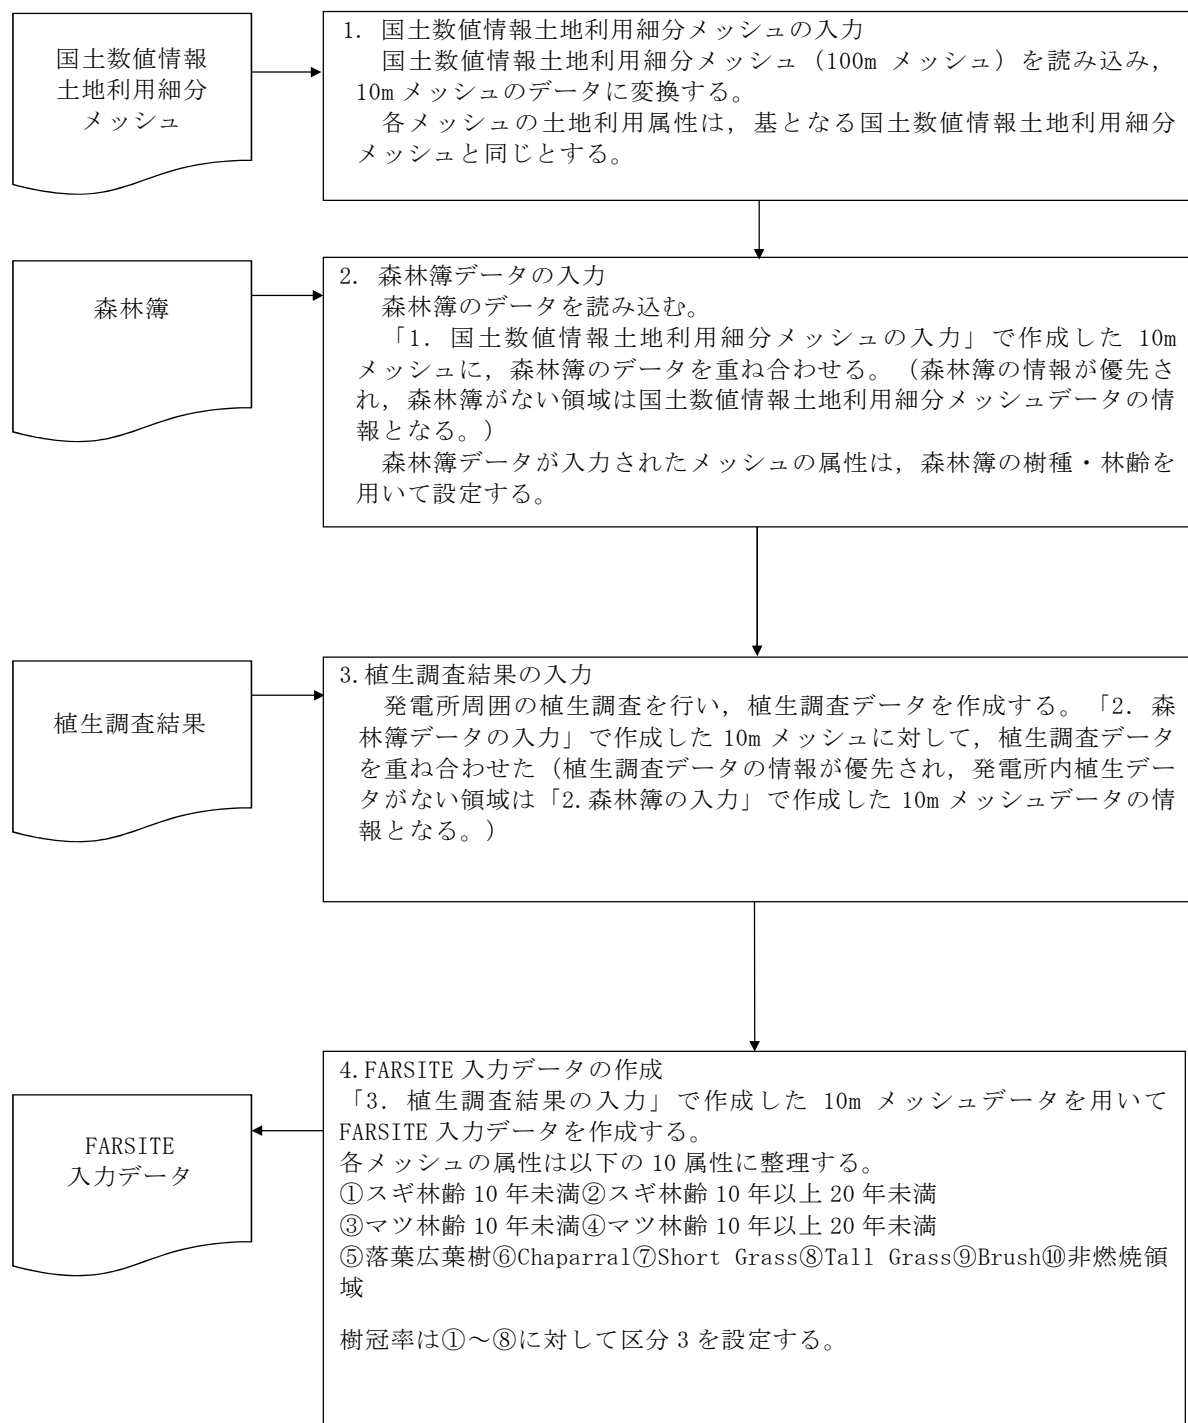 国土数値情報
土地利用細分
メッシュ
1. 国土数値情報土地利用細分メッシュの入力
国土数値情報土地利用細分メッシュ（100m メッシュ）を読み込み，
10m メッシュのデータに変換する。
各メッシュの土地利用属性は，基となる国土数値情報土地利用細分
メッシュと同じとする。
森林簿
2. 森林簿データの入力
森林簿のデータを読み込む。
「1. 国土数値情報土地利用細分メッシュの入力」で作成した 10m
メッシュに，森林簿のデータを重ね合わせる。（森林簿の情報が優先さ
れ，森林簿がない領域は国土数値情報土地利用細分メッシュデータの情
報となる。）
森林簿データが入力されたメッシュの属性は，森林簿の樹種・林齢を
用いて設定する。
植生調査結果
3.植生調査結果の入力
発電所周囲の植生調査を行い，植生調査データを作成する。「2. 森
林簿データの入力」で作成した 10m メッシュに対して，植生調査データ
を重ね合わせた（植生調査データの情報が優先され，発電所内植生デー
タがない領域は「2.森林簿の入力」で作成した 10m メッシュデータの情
報となる。）
FARSITE
入力データ
4.FARSITE 入力データの作成
「3. 植生調査結果の入力」で作成した 10m メッシュデータを用いて
FARSITE 入力データを作成する。
各メッシュの属性は以下の 10 属性に整理する。
①スギ林齢 10 年未満②スギ林齢 10 年以上 20 年未満
③マツ林齢 10 年未満④マツ林齢 10 年以上 20 年未満
⑤落葉広葉樹⑥Chaparral⑦Short Grass⑧Tall Grass⑨Brush⑩非燃焼領
域
樹冠率は①～⑧に対して区分 3 を設定する。